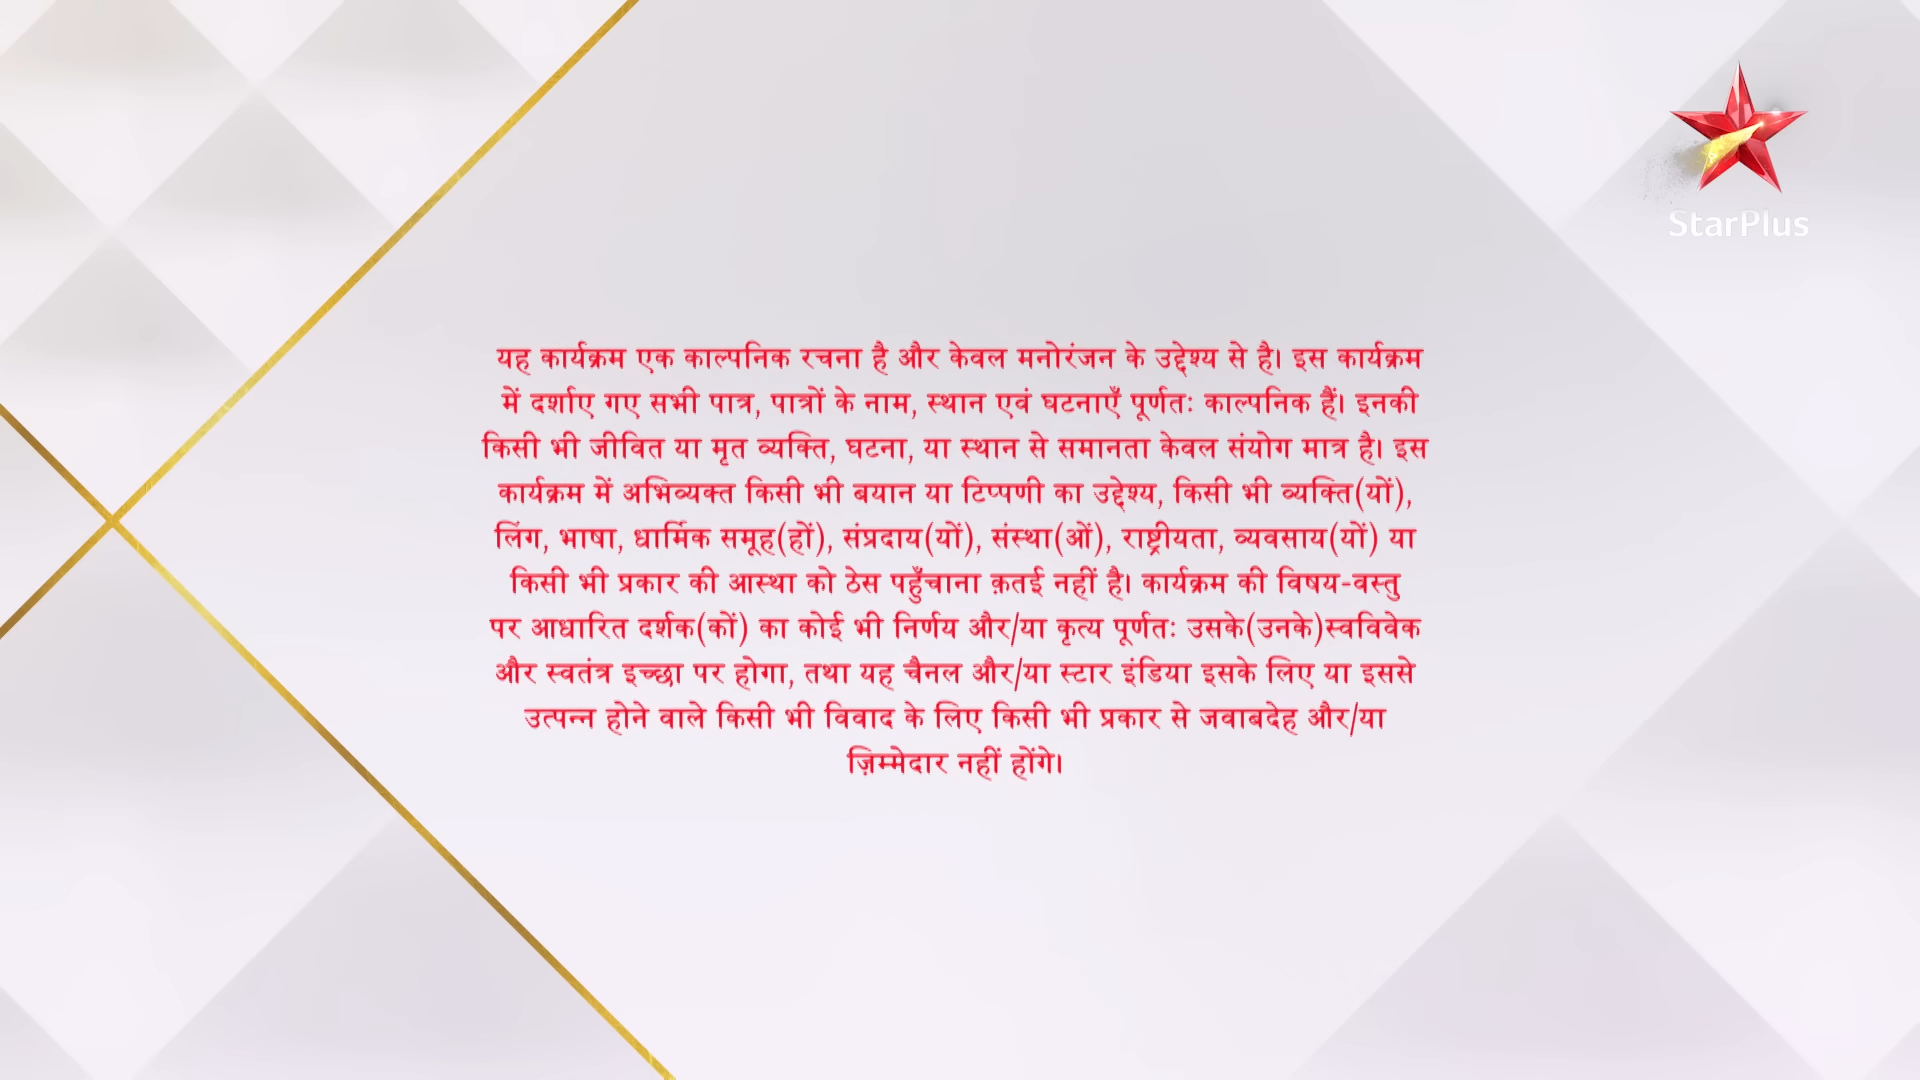 StarPlus
यह कार्यक्रम एक काल्पनिक रचना है और केवल मनोरंजन के उद्देश्य से है। इस कार्यक्रम
में दर्शाए गए सभी पात्र, पात्रों के नाम, स्थान एवं घटनाएँ पूर्णतः काल्पनिक हैं। इनकी
किसी भी जीवित या मृत व्यक्ति, घटना, या स्थान से समानता केवल संयोग मात्र है। इस
कार्यक्रम में अभिव्यक्त किसी भी बयान या टिप्पणी का उद्देश्य, किसी भी व्यक्ति(यों),
लिंग, भाषा, धार्मिक समूह(हों), संप्रदाय(यों), संस्था(ओं), राष्ट्रीयता, व्यवसाय(यों) या
किसी भी प्रकार की आस्था को ठेस पहुँचाना क़तई नहीं है। कार्यक्रम की विषय-वस्तु
पर आधारित दर्शक(कों) का कोई भी निर्णय और/या कृत्य पूर्णतः उसके(उनके)स्वविवेक
और स्वतंत्र इच्छा पर होगा, तथा यह चैनल और/या स्टार इंडिया इसके लिए या इससे
उत्पन्न होने वाले किसी भी विवाद के लिए किसी भी प्रकार से जवाबदेह और/या
ज़िम्मेदार नहीं होंगे।